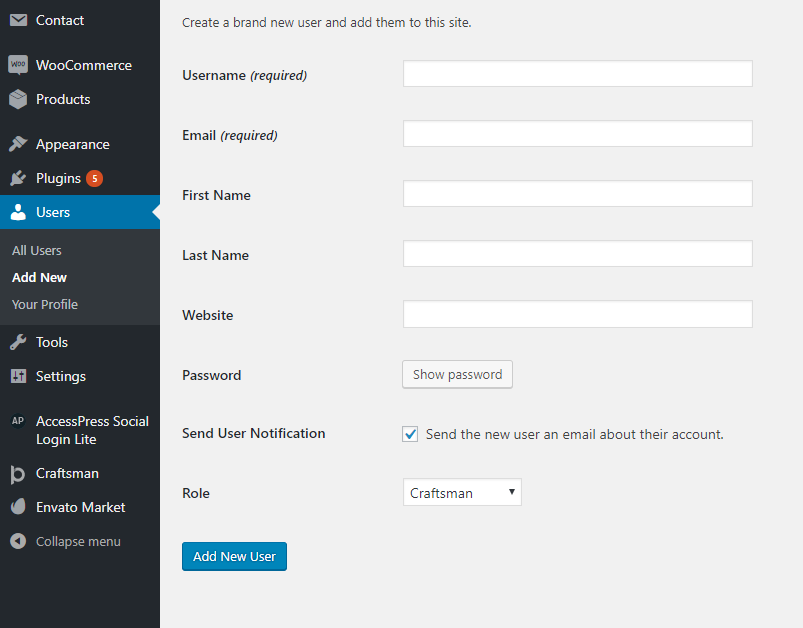 Contact
WOO
WooCommerce
Products
Appearance
Plugins 5
Users
All Users
Add New
Your Profile
Tools
Settings
AP
AccessPress Social
Login Lite
Craftsman
Envato Market
Collapse menu
Create a brand new user and add them to this site.
Username (required)
Email (required)
First Name
Last Name
Website
Password Show password
Send User Notification Send the new user an email about their account.
Role Craftsman
Add New User